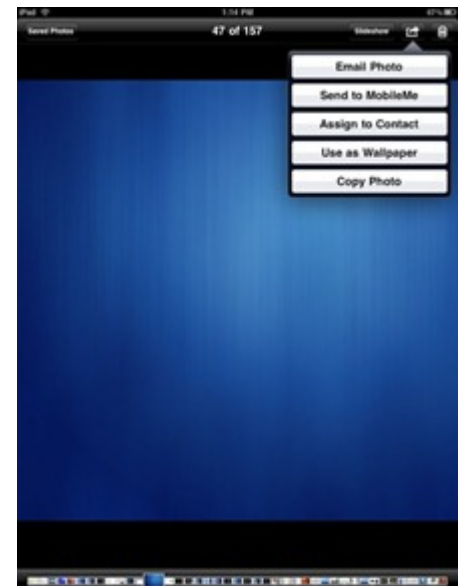 iPad 1:14 PM 47%
Saved Photos 47 of 157 Slideshow
Email Photo
Send to MobileMe
Assign to Contact
Use as Wallpaper
Copy Photo